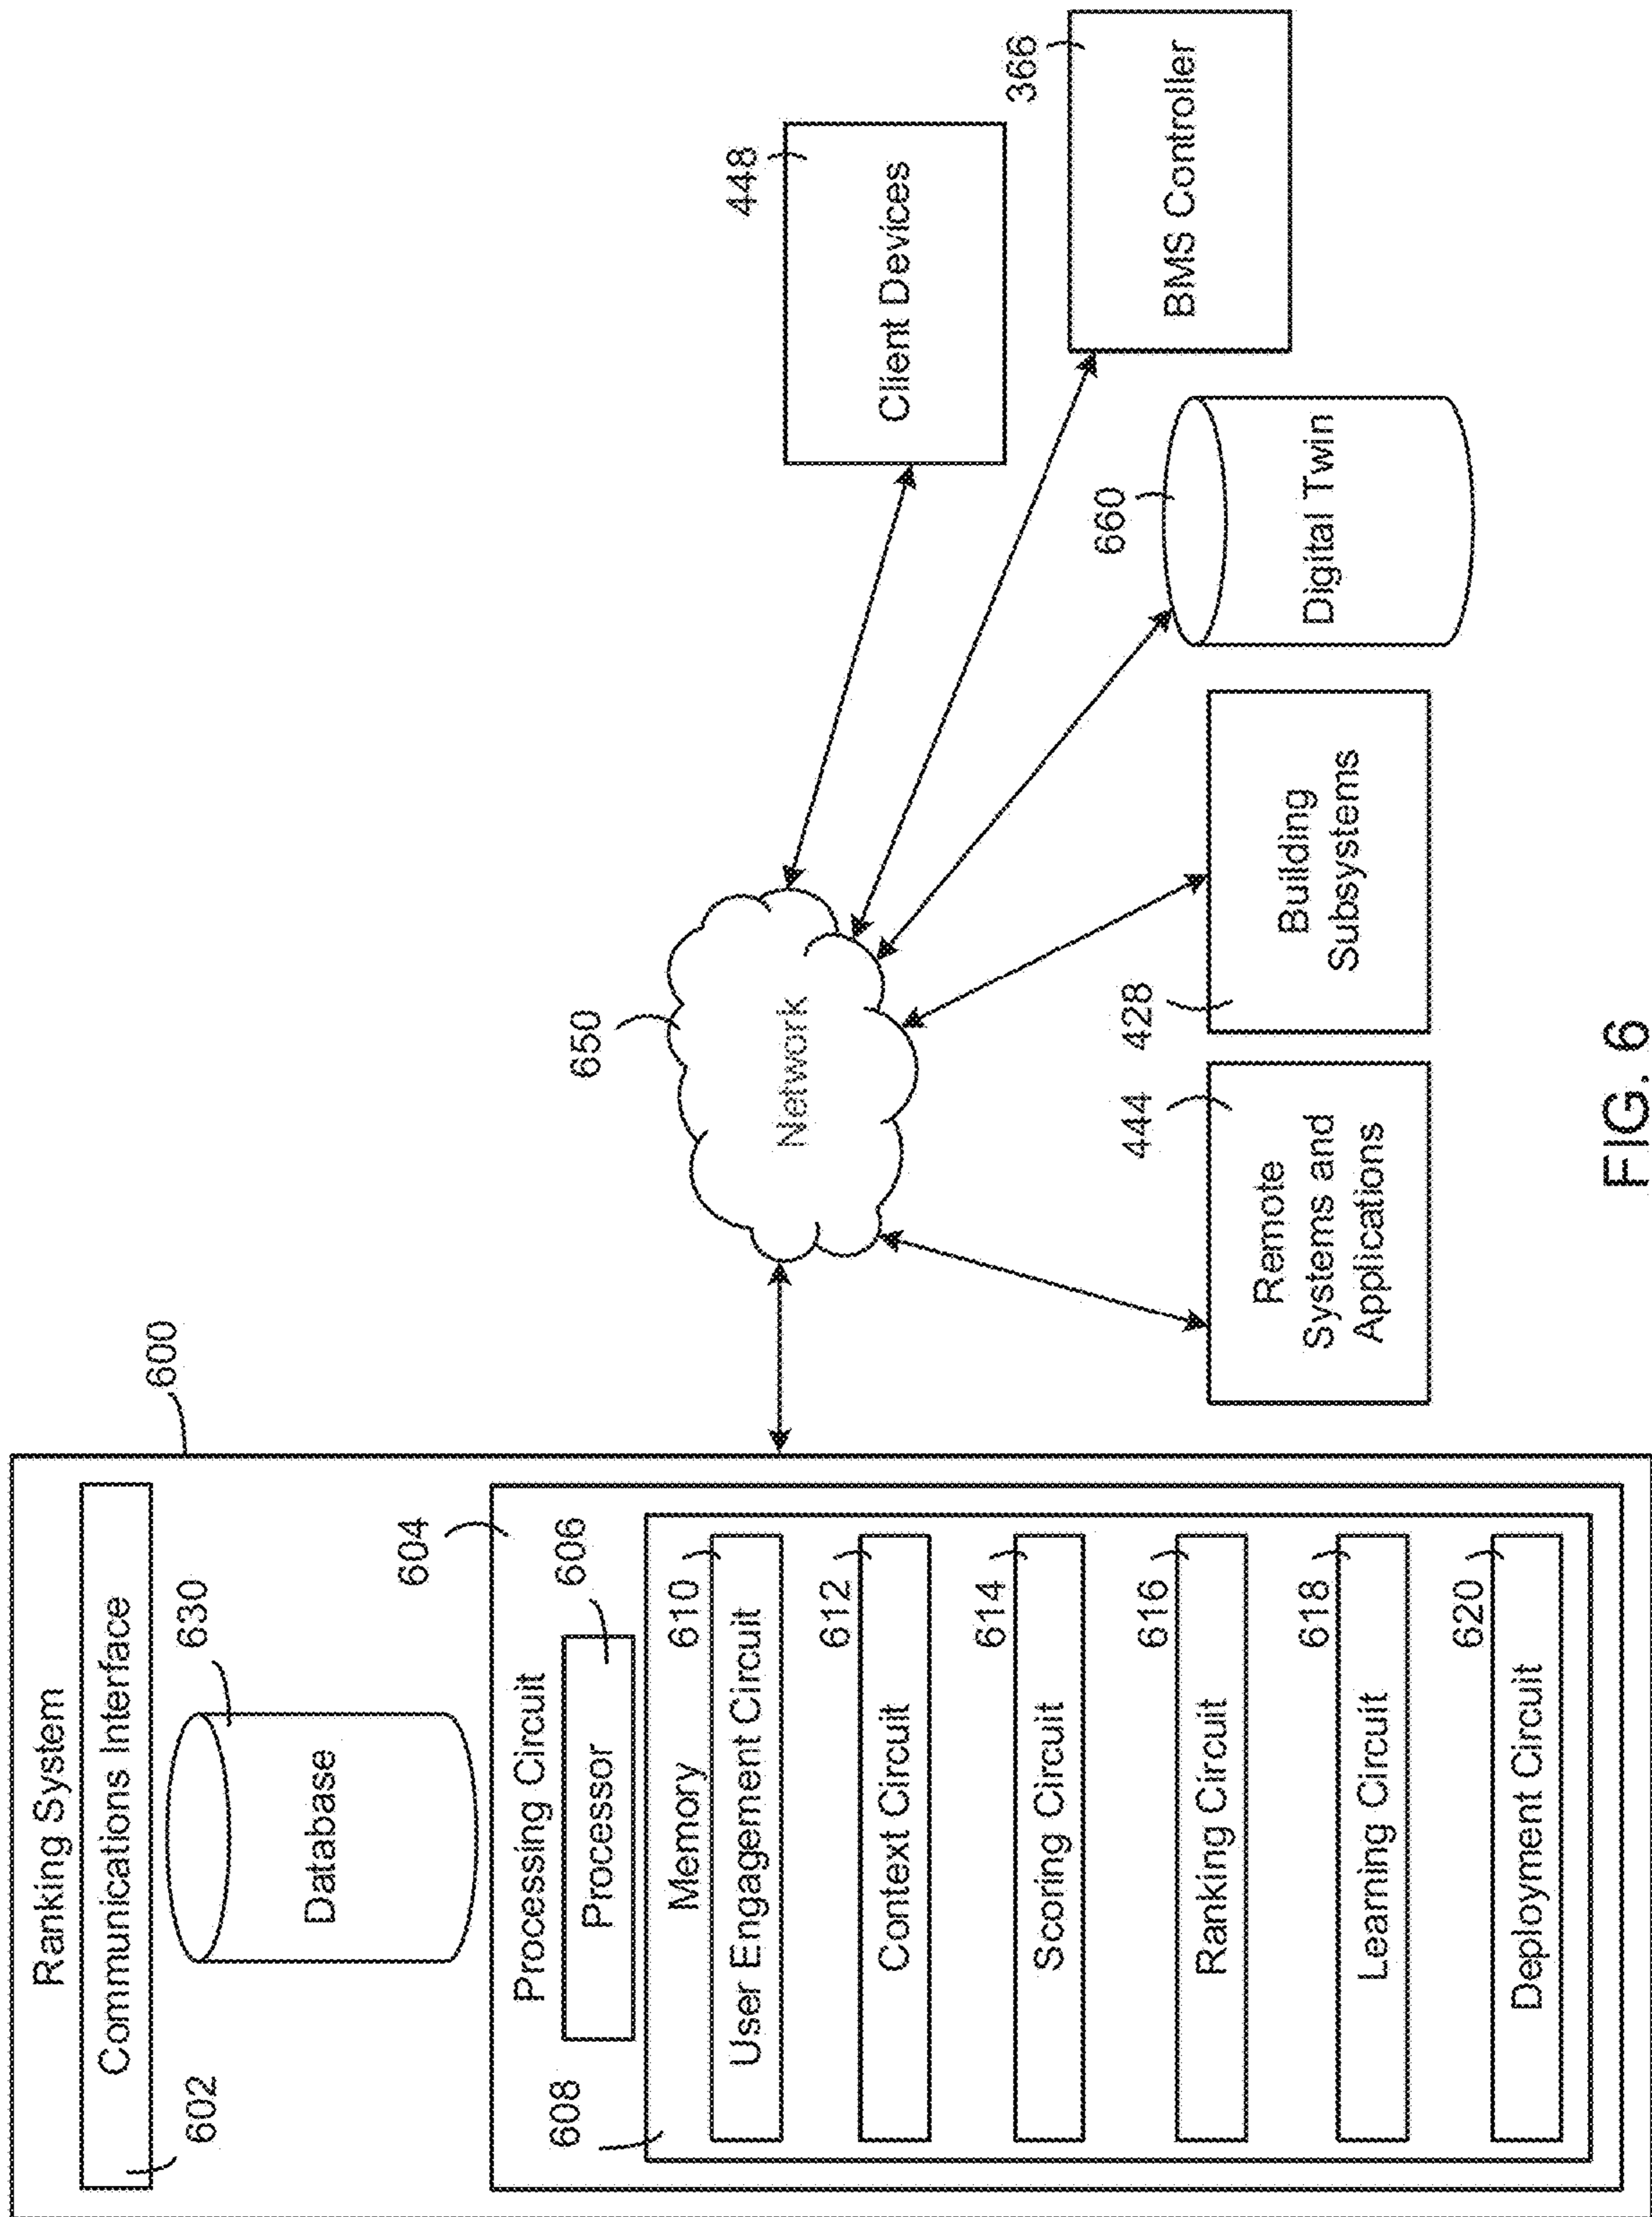 Ranking System
600
Communications Interface
602
630
Database
604
Processing Circuit
606
Processor
608
Memory
610
User Engagement Circuit
612
Context Circuit
614
Scoring Circuit
616
Ranking Circuit
618
Learning Circuit
620
Deployment Circuit
650
Network
448
Client Devices
366
BMS Controller
660
Digital Twin
428
Building
Subsystems
444
Remote
Systems and
Applications
FIG. 6